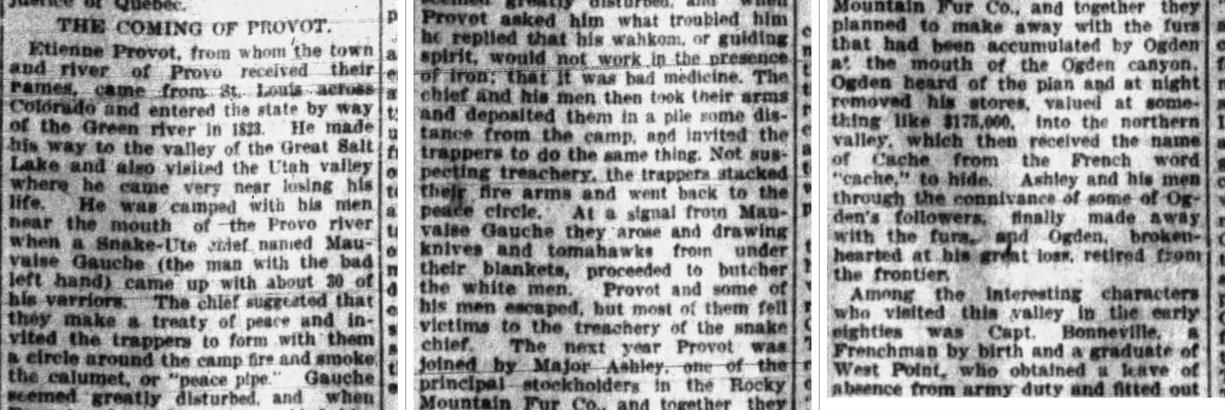 Justice of Quebec.
THE COMING OF PROVOT.
Etienne Provot, from whom the town
and river of Provo received their
names, came from St. Louis across
Colorado and entered the state by way
of the Green river in 1823. He made
his way to the valley of the Great Salt
Lake and also visited the Utah valley
where he came very near losing his
life. He was camped with his men
near the mouth of the Provo river
when a Snake-Ute chief named Mau-
vaise Gauche (the man with the bad
left hand) came up with about 30 of
his varriors. The chief suggested that
they make a treaty of peace and in-
vited the trappers to form with them
a circle around the camp fire and smoke
the calumet, or "peace pipe." Gauche
seemed greatly disturbed, and when
seemed greatly disturbed, and when
Provot asked him what troubled him
he replied that his wahkom, or guiding
spirit, would not work in the presence
of iron; that it was bad medicine. The
chief and his men then took their arms
and deposited them in a pile some dis-
tance from the camp, and invited the
trappers to do the same thing. Not sus-
pecting treachery, the trappers stacked
their fire arms and went back to the
peace circle. At a signal from Mau-
vaise Gauche they arose and drawing
knives and tomahawks from under
their blankets, proceeded to butcher
the white men. Provot and some of
his men escaped, but most of them fell
victims to the treachery of the snake
chief. The next year Provot was
joined by Major Ashley, one of the
principal stockholders in the Rocky
Mountain Fur Co., and together they
Mountain Fur Co., and together they
planned to make away with the furs
that had been accumulated by Ogden
at the mouth of the Ogden canyon.
Ogden heard of the plan and at night
removed his stores, valued at some-
thing like $175,000, into the northern
valley, which then received the name
of Cache from the French word
"cache," to hide. Ashley and his men
through the connivance of some of Og-
den's followers, finally made away
with the furs, and Ogden, broken-
hearted at his great loss, retired from
the frontier.
Among the interesting characters
who visited this valley in the early
eighties was Capt. Bonneville, a
Frenchman by birth and a graduate of
West Point, who obtained a leave of
absence from army duty and fitted out